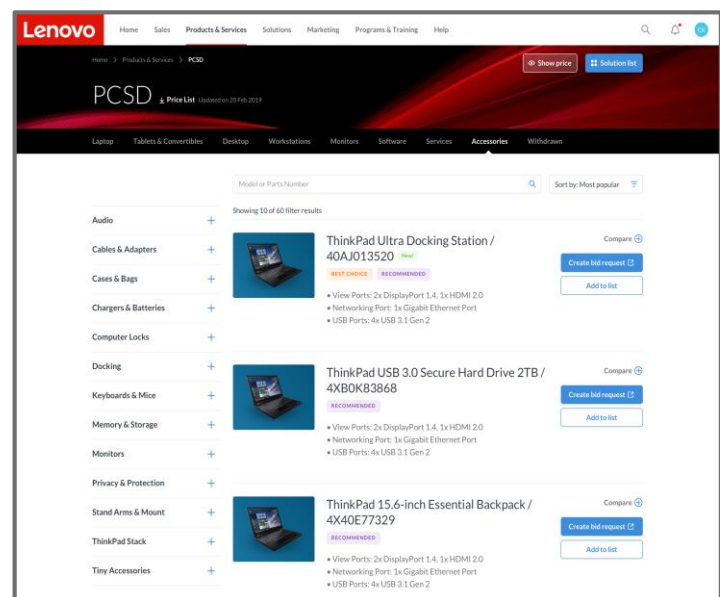 Lenovo
Home Sales Products & Services Solutions Marketing Programs & Training Help
CK
Home > Products & Services > PCSD
Show price
Solution list
PCSD Price List Updated on 20 Feb 2019
Laptop Tablets & Convertibles Desktop Workstations Monitors Software Services Accessories Withdrawn
Model or Parts Number
Sort by: Most popular
Showing 10 of 60 filter results
Audio
Cables & Adapters
Cases & Bags
Chargers & Batteries
Computer Locks
Docking
Keyboards & Mice
Memory & Storage
Monitors
Privacy & Protection
Stand Arms & Mount
ThinkPad Stack
Tiny Accessories
ThinkPad Ultra Docking Station /
40AJ013520 New!
BEST CHOICE RECOMMENDED
• View Ports: 2x DisplayPort 1.4, 1x HDMI 2.0
• Networking Port: 1x Gigabit Ethernet Port
• USB Ports: 4x USB 3.1 Gen 2
Compare
Create bid request
Add to list
ThinkPad USB 3.0 Secure Hard Drive 2TB /
4XB0K83868
RECOMMENDED
• View Ports: 2x DisplayPort 1.4, 1x HDMI 2.0
• Networking Port: 1x Gigabit Ethernet Port
• USB Ports: 4x USB 3.1 Gen 2
Compare
Create bid request
Add to list
ThinkPad 15.6-inch Essential Backpack /
4X40E77329
RECOMMENDED
• View Ports: 2x DisplayPort 1.4, 1x HDMI 2.0
• Networking Port: 1x Gigabit Ethernet Port
• USB Ports: 4x USB 3.1 Gen 2
Compare
Create bid request
Add to list